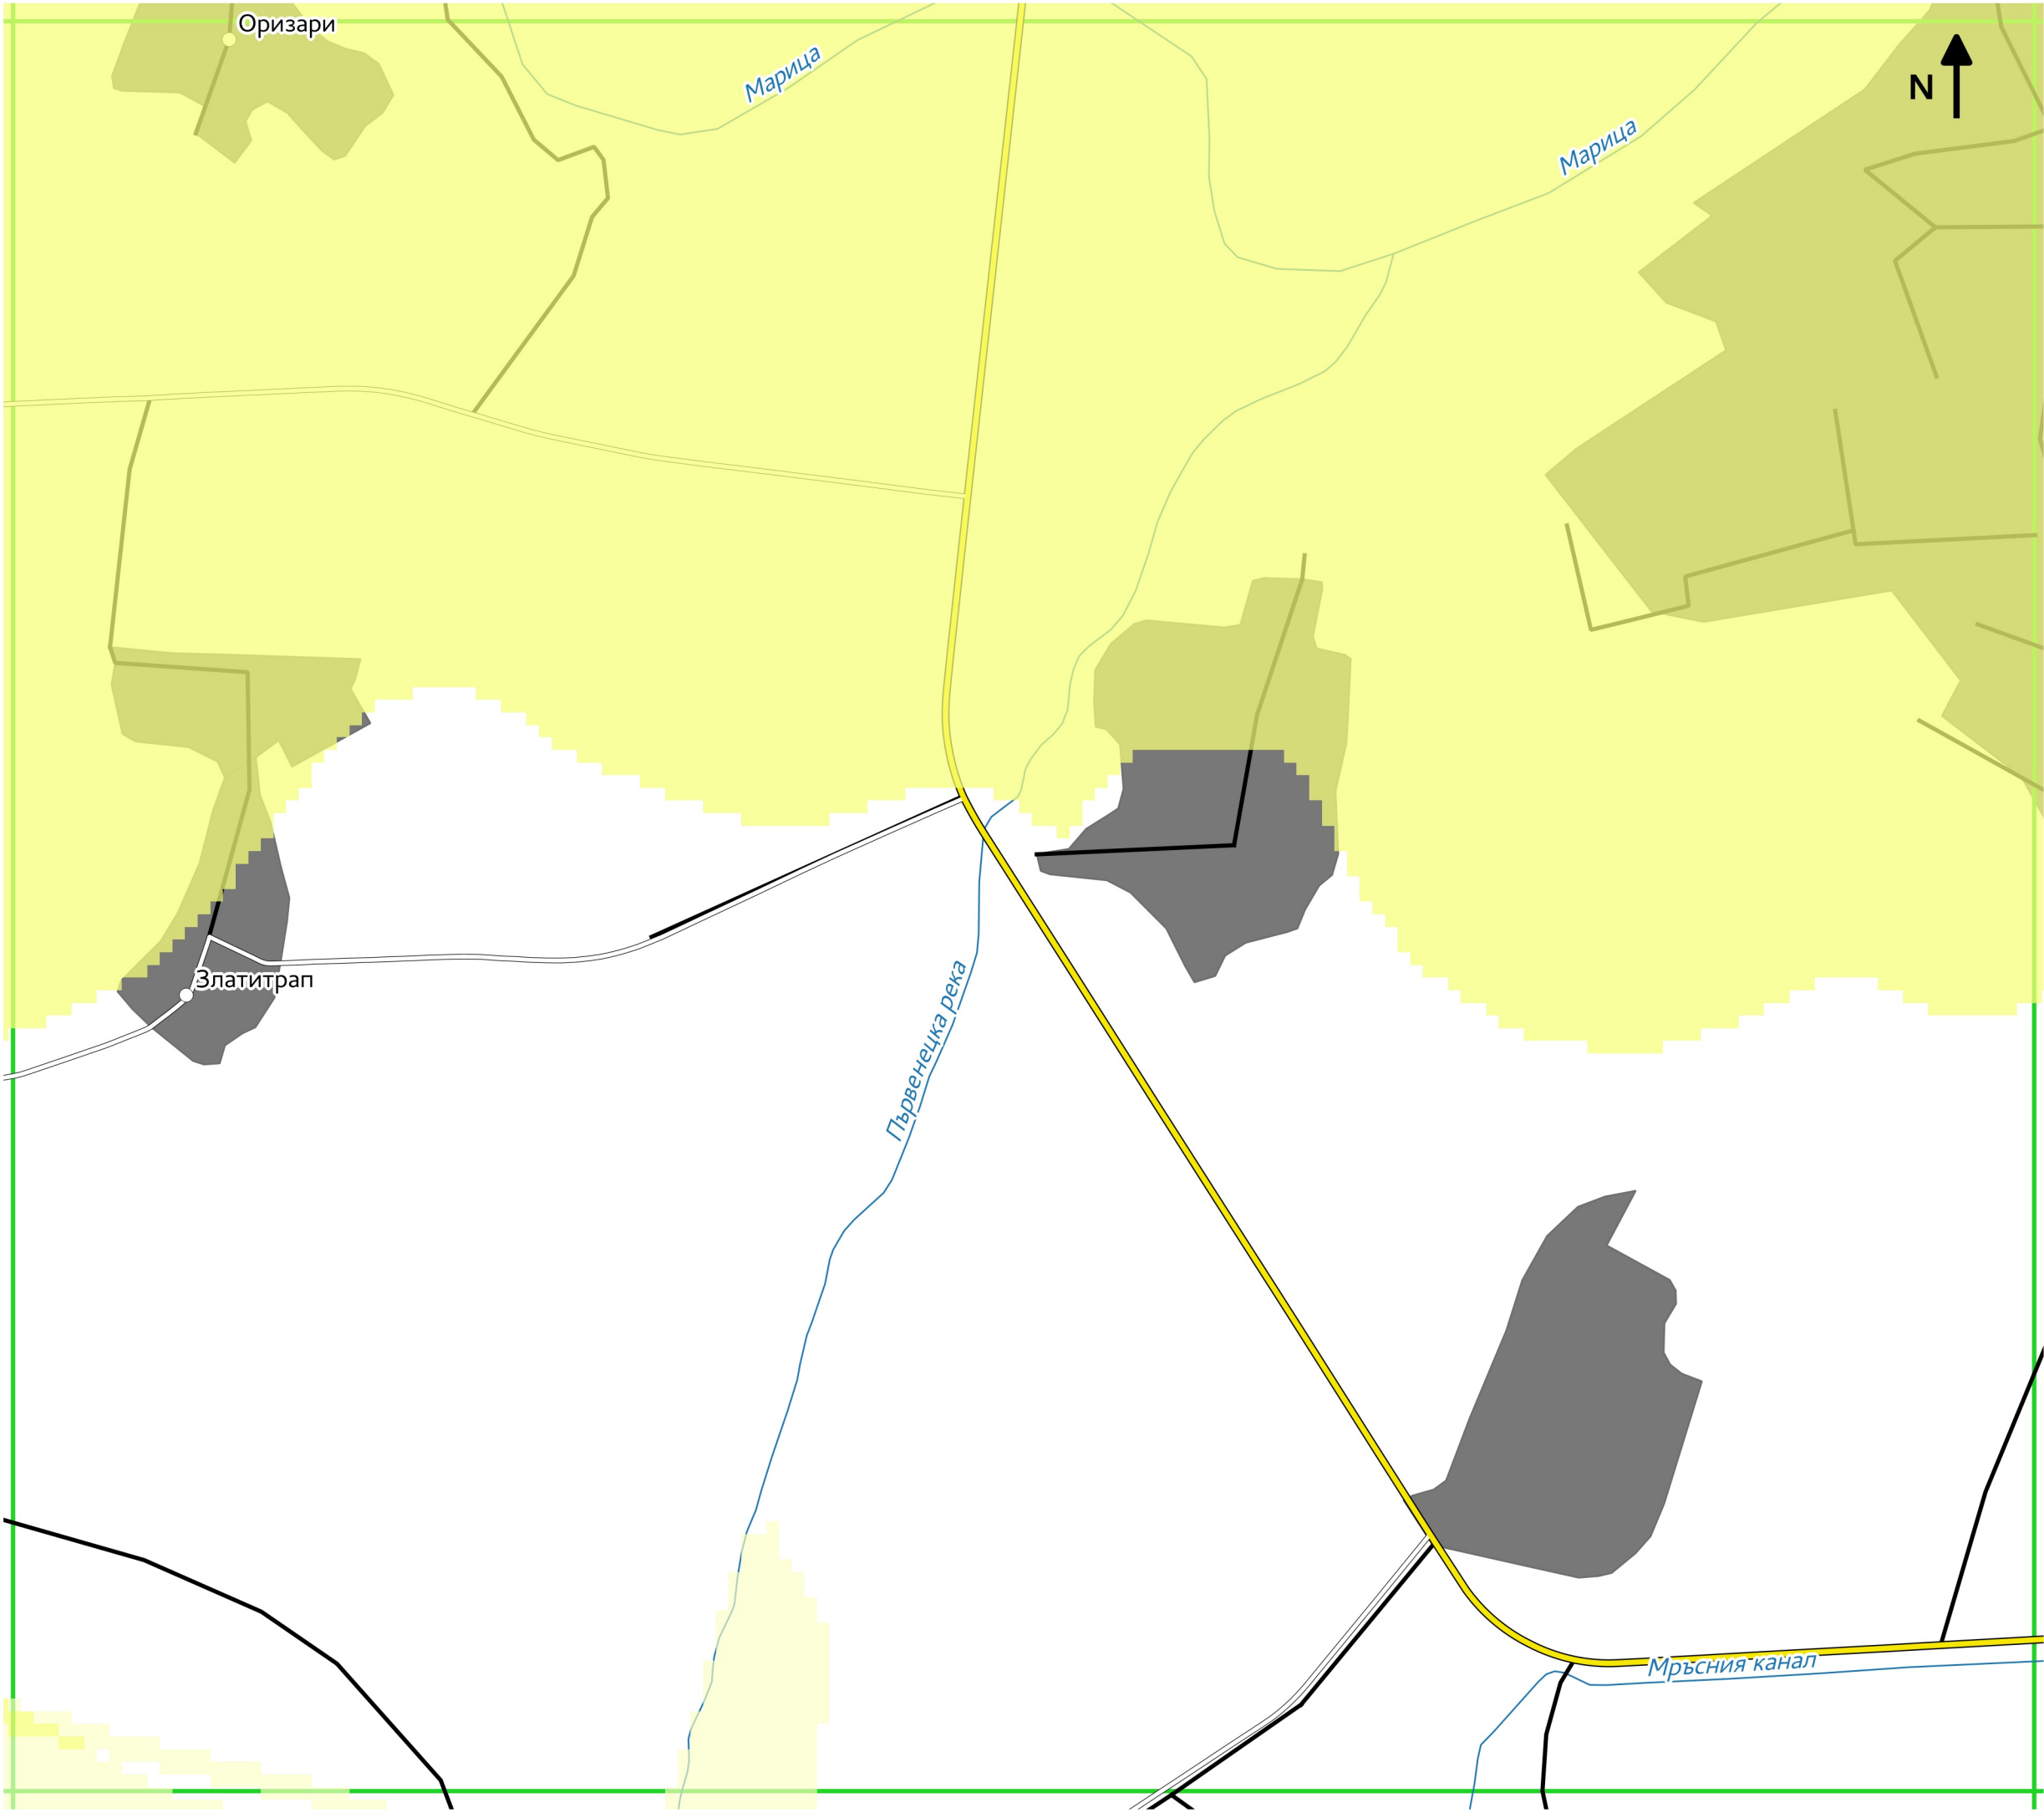 Оризари
Марица
N
Марица
Златитрап
Първенецка река
Мръсния канал